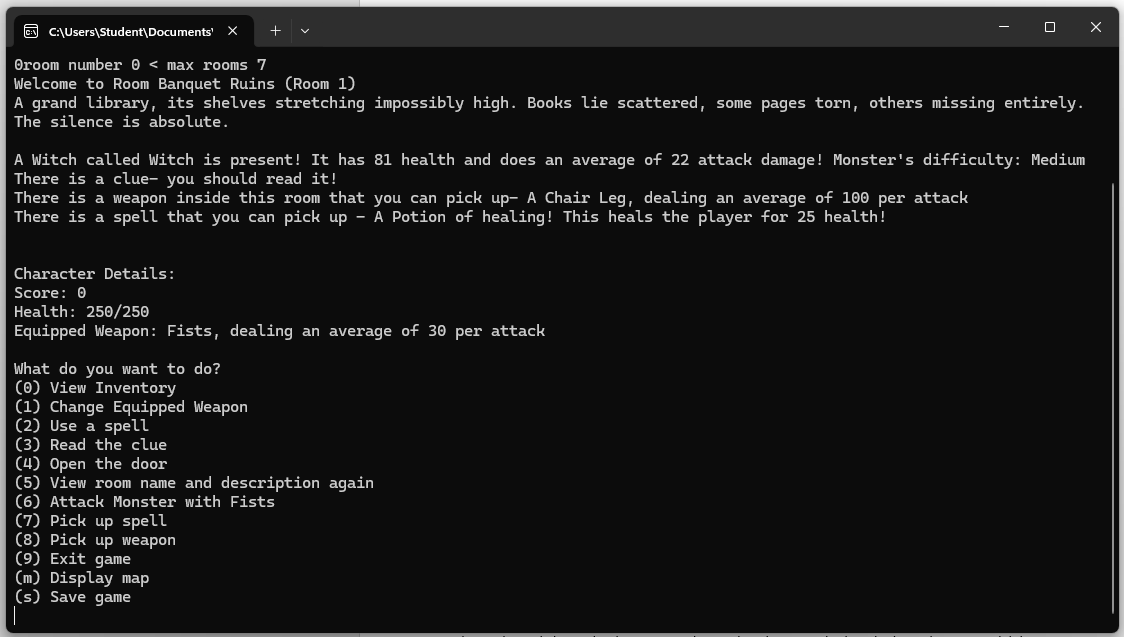 C:\Users\Student\Documents\
0room number 0 < max rooms 7
Welcome to Room Banquet Ruins (Room 1)
A grand library, its shelves stretching impossibly high. Books lie scattered, some pages torn, others missing entirely.
The silence is absolute.
A Witch called Witch is present! It has 81 health and does an average of 22 attack damage! Monster's difficulty: Medium
There is a clue- you should read it!
There is a weapon inside this room that you can pick up- A Chair Leg, dealing an average of 100 per attack
There is a spell that you can pick up - A Potion of healing! This heals the player for 25 health!
Character Details:
Score: 0
Health: 250/250
Equipped Weapon: Fists, dealing an average of 30 per attack
What do you want to do?
(0) View Inventory
(1) Change Equipped Weapon
(2) Use a spell
(3) Read the clue
(4) Open the door
(5) View room name and description again
(6) Attack Monster with Fists
(7) Pick up spell
(8) Pick up weapon
(9) Exit game
(m) Display map
(s) Save game